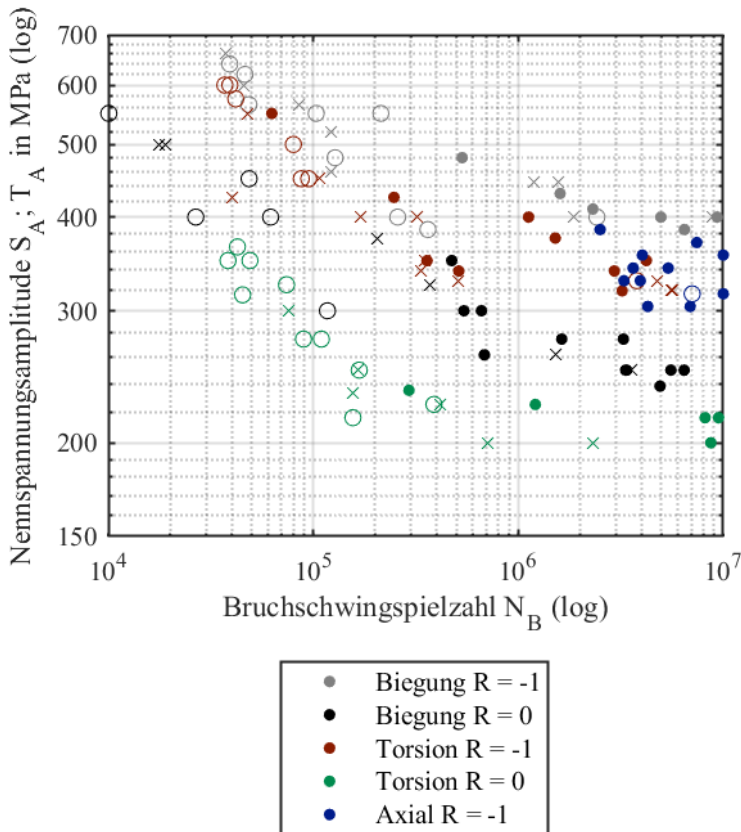 700
600
500
400
300
200
150
Nennspannungsamplitude S_A; T_A in MPa (log)
10^4
10^5
10^6
10^7
Bruchschwingspielzahl N_B (log)
Biegung R = -1
Biegung R = 0
Torsion R = -1
Torsion R = 0
Axial R = -1